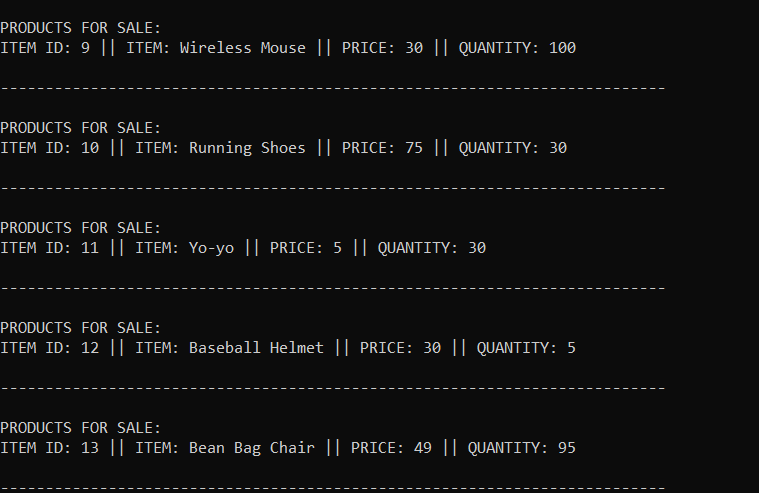 PRODUCTS FOR SALE:
ITEM ID: 9 || ITEM: Wireless Mouse || PRICE: 30 || QUANTITY: 100
--------------------------------------------------------------------------
PRODUCTS FOR SALE:
ITEM ID: 10 || ITEM: Running Shoes || PRICE: 75 || QUANTITY: 30
--------------------------------------------------------------------------
PRODUCTS FOR SALE:
ITEM ID: 11 || ITEM: Yo-yo || PRICE: 5 || QUANTITY: 30
--------------------------------------------------------------------------
PRODUCTS FOR SALE:
ITEM ID: 12 || ITEM: Baseball Helmet || PRICE: 30 || QUANTITY: 5
--------------------------------------------------------------------------
PRODUCTS FOR SALE:
ITEM ID: 13 || ITEM: Bean Bag Chair || PRICE: 49 || QUANTITY: 95
--------------------------------------------------------------------------